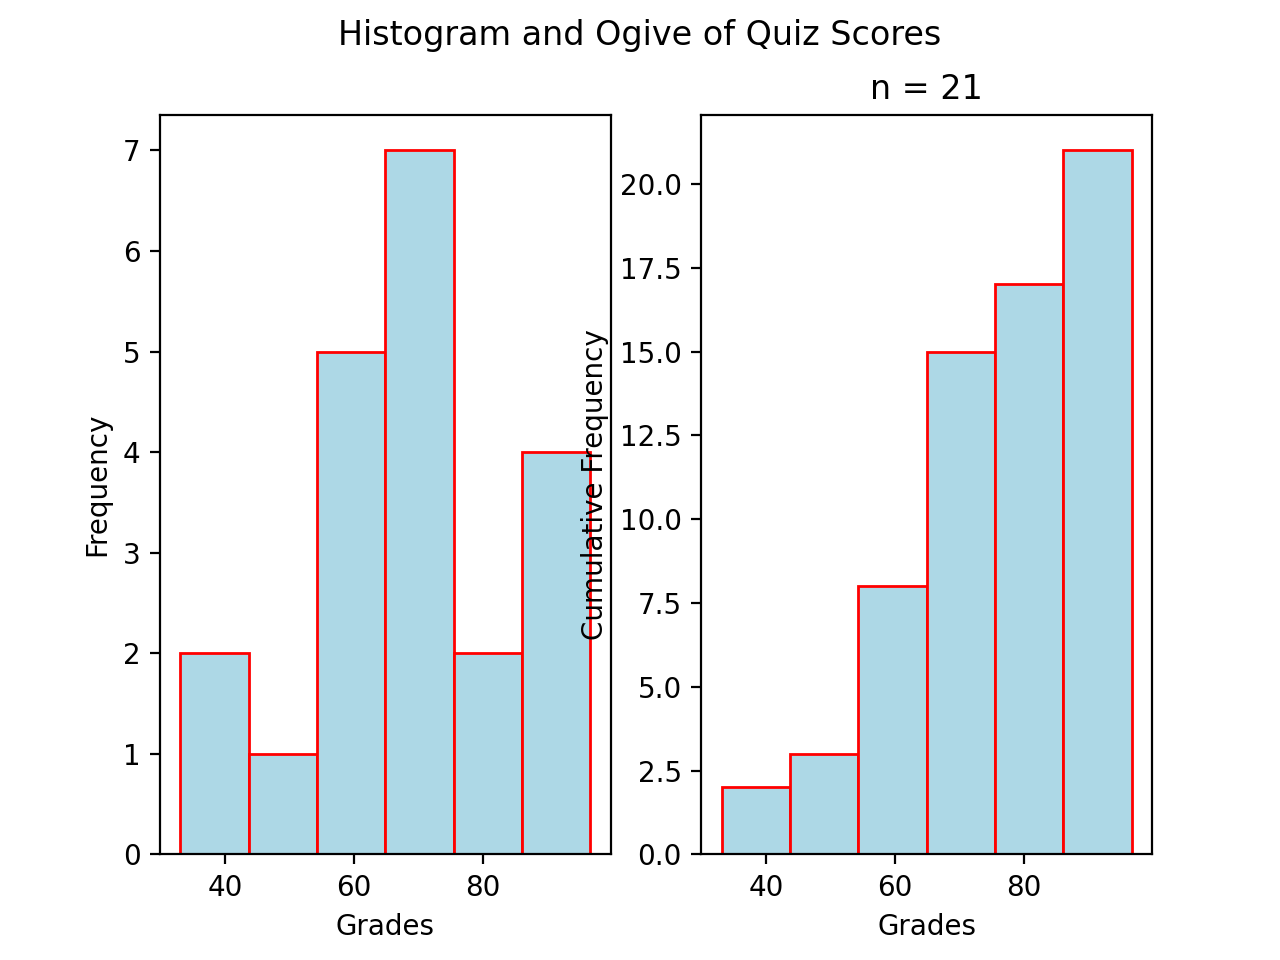 Histogram and Ogive of Quiz Scores
Frequency
7
6
5
4
3
2
1
0
40 60 80
Grades
n = 21
Cumulative Frequency
20.0
17.5
15.0
12.5
10.0
7.5
5.0
2.5
0.0
40 60 80
Grades